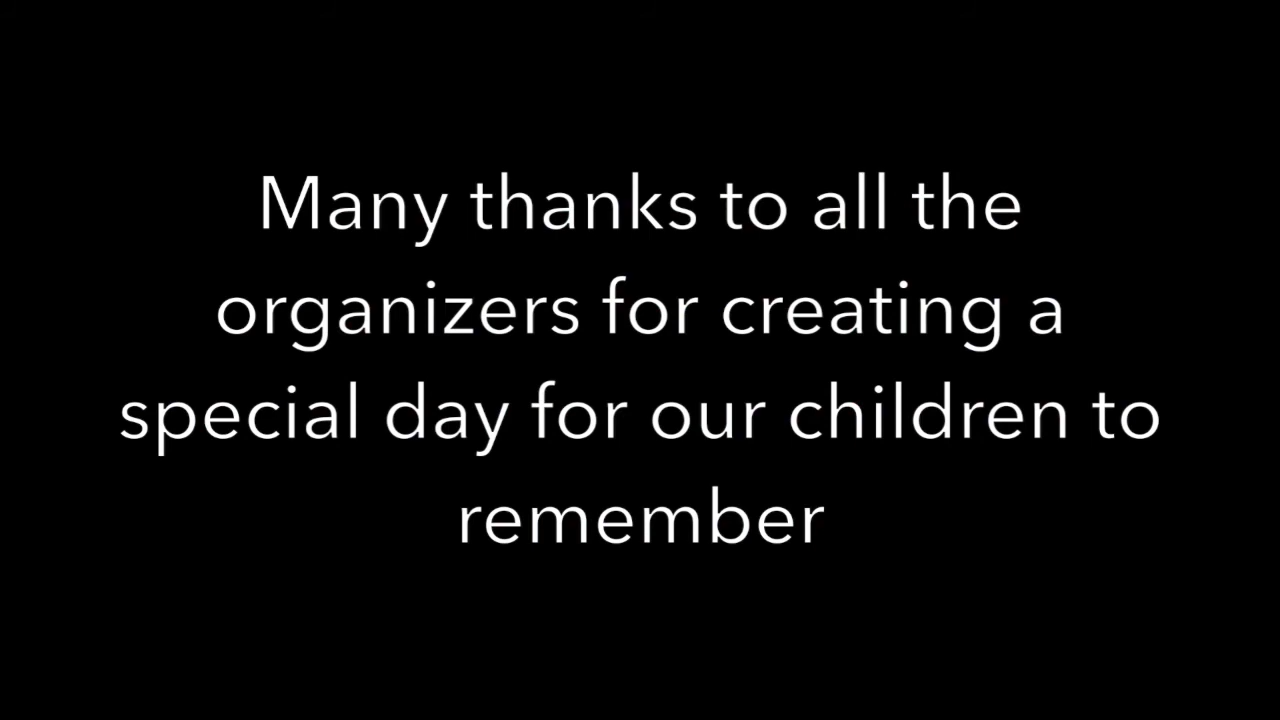 Many thanks to all the
organizers for creating a
special day for our children to
remember